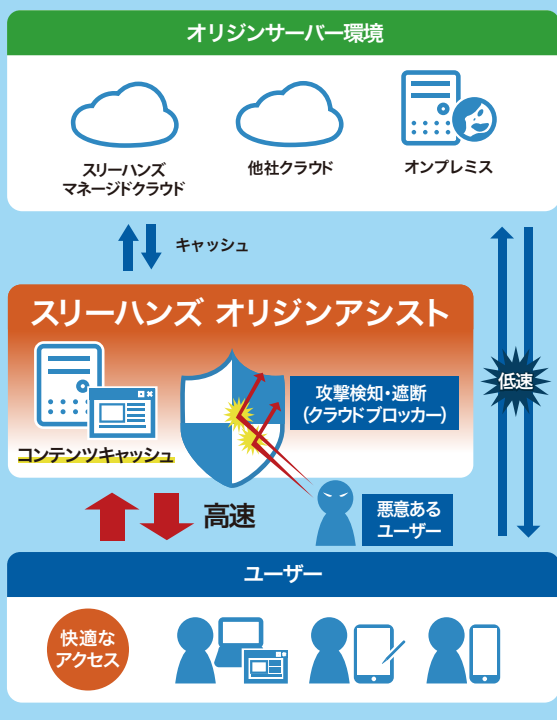 オリジンサーバー環境
スリーハンズ
マネージドクラウド
他社クラウド
オンプレミス
キャッシュ
スリーハンズ オリジンアシスト
低速
攻撃検知・遮断
(クラウドブロッカー)
コンテンツキャッシュ
高速
悪意ある
ユーザー
ユーザー
快適な
アクセス